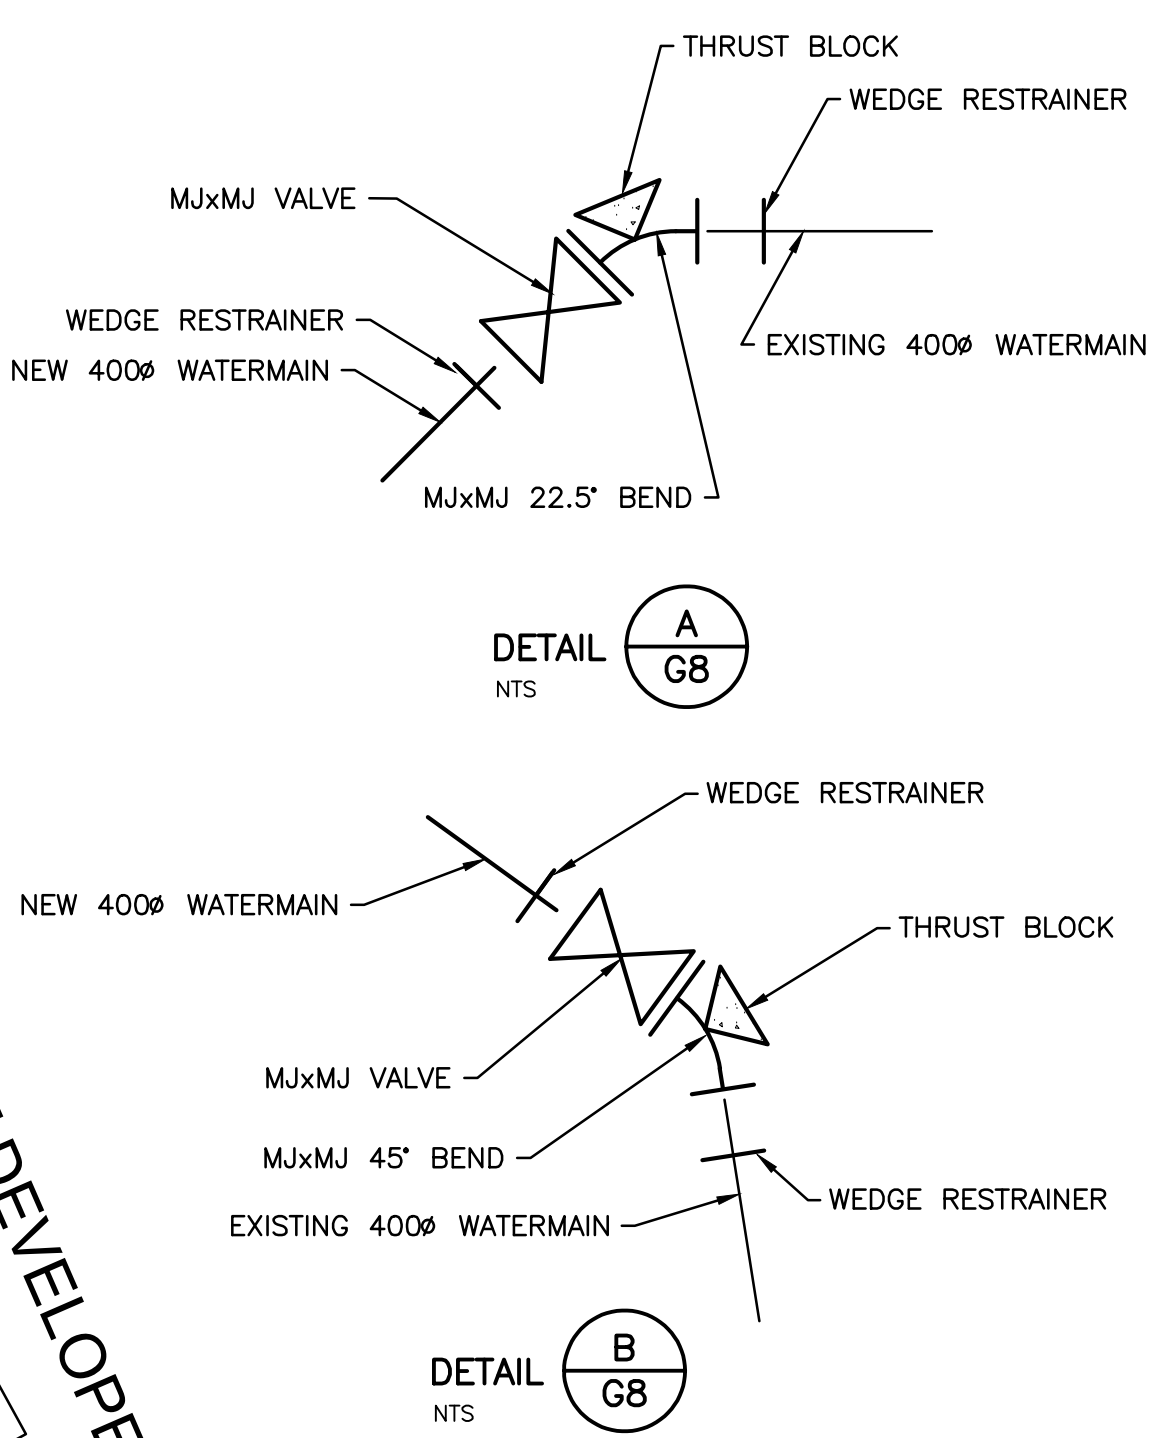 THRUST BLOCK
WEDGE RESTRAINER
MJxMJ VALVE
WEDGE RESTRAINER
NEW 400ø WATERMAIN
EXISTING 400ø WATERMAIN
MJxMJ 22.5° BEND
DETAIL
NTS
A
G8
WEDGE RESTRAINER
NEW 400ø WATERMAIN
THRUST BLOCK
MJxMJ VALVE
MJxMJ 45° BEND
WEDGE RESTRAINER
EXISTING 400ø WATERMAIN
DETAIL
NTS
B
G8